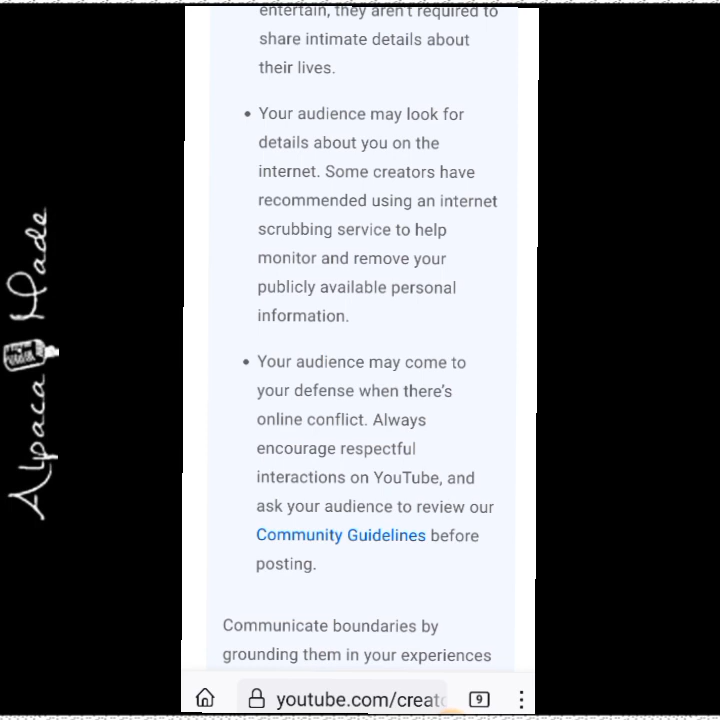 entertain, they aren't required to
share intimate details about
their lives.
• Your audience may look for
details about you on the
internet. Some creators have
recommended using an internet
scrubbing service to help
monitor and remove your
publicly available personal
information.
• Your audience may come to
your defense when there's
online conflict. Always
encourage respectful
interactions on YouTube, and
ask your audience to review our
Community Guidelines before
posting.
Communicate boundaries by
grounding them in your experiences
youtube.com/creato
9
Alpaca Made